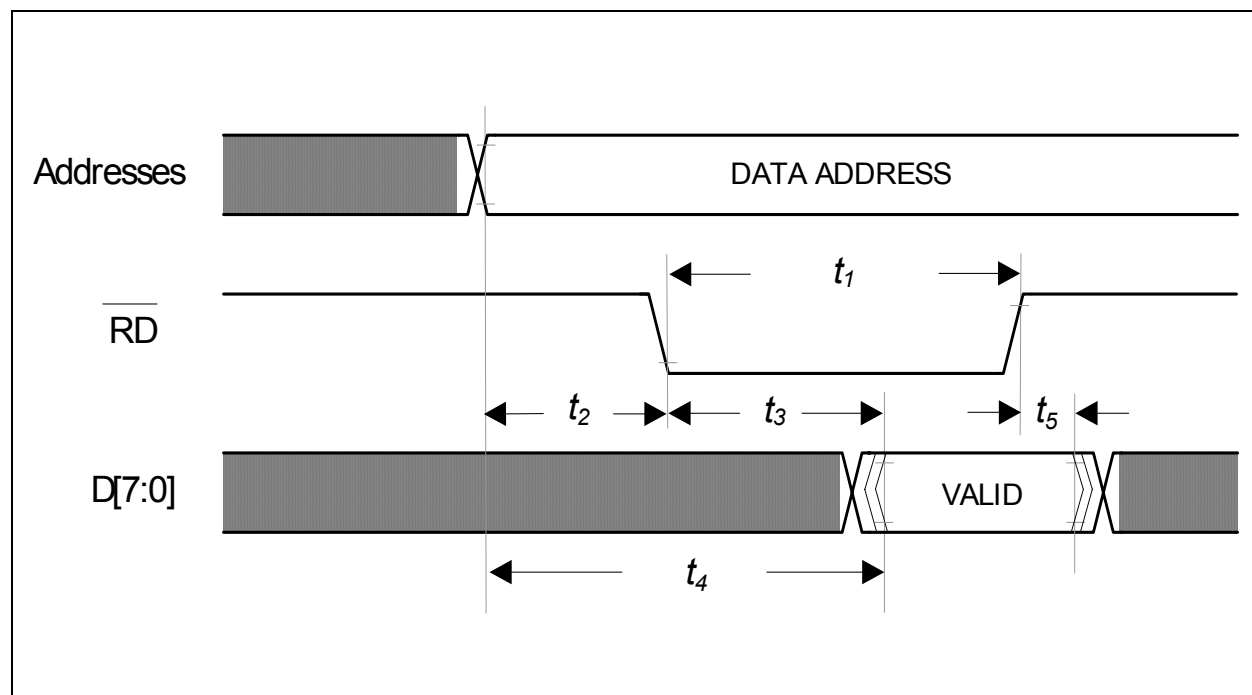 Addresses
DATA ADDRESS
t1
RD
t2
t3
t5
D[7:0]
VALID
t4